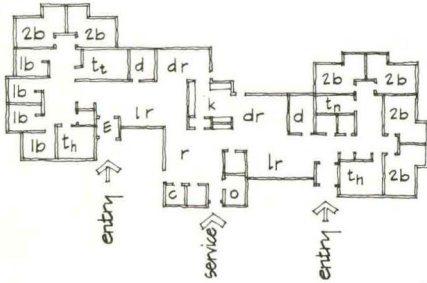 2b 2b
1b tt d dr
1b
1b lr
1b th E
k
r
c o
dr d tn
lr
2b 2b
2b
th 2b
entry
service
entry